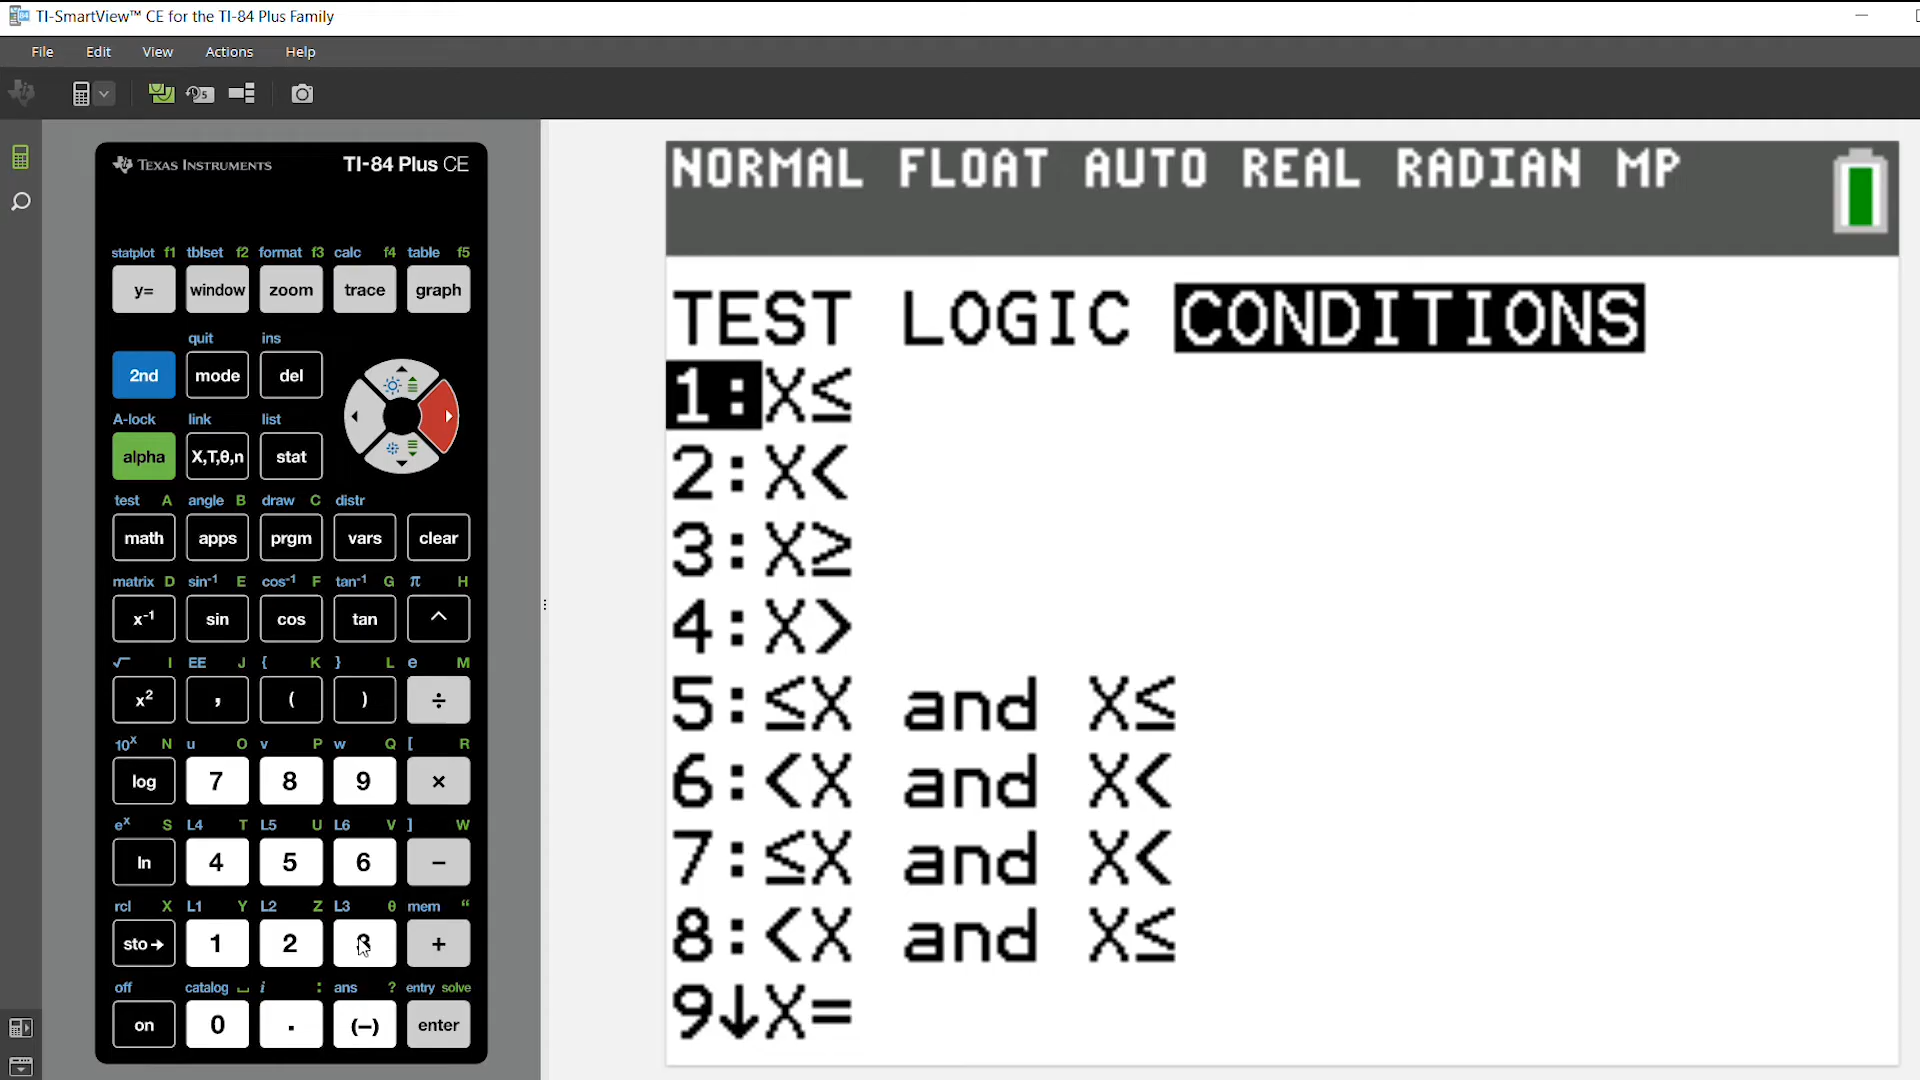 TI-SmartView™ CE for the TI-84 Plus Family
File Edit View Actions Help
TEXAS INSTRUMENTS TI-84 Plus CE
statplot f1 tblset f2 format f3 calc f4 table f5
y= window zoom trace graph
quit ins
2nd mode del
A-lock link list
alpha X,T,θ,n stat
test A angle B draw C distr
math apps prgm vars clear
matrix D sin⁻¹ E cos⁻¹ F tan⁻¹ G π H
x⁻¹ sin cos tan ^
√ I EE J { K } L e M
x² , ( ) ÷
10ˣ N u O v P w Q [ R
log 7 8 9 ×
eˣ S L4 T L5 U L6 V ] W
ln 4 5 6 −
rcl X L1 Y L2 Z L3 θ mem “
sto→ 1 2 3 +
off catalog ⎵ i : ans ? entry solve
on 0 . (−) enter
NORMAL FLOAT AUTO REAL RADIAN MP
TEST LOGIC CONDITIONS
1:X≤
2:X<
3:X≥
4:X>
5:≤X and X≤
6:<X and X<
7:≤X and X<
8:<X and X≤
9↓X=